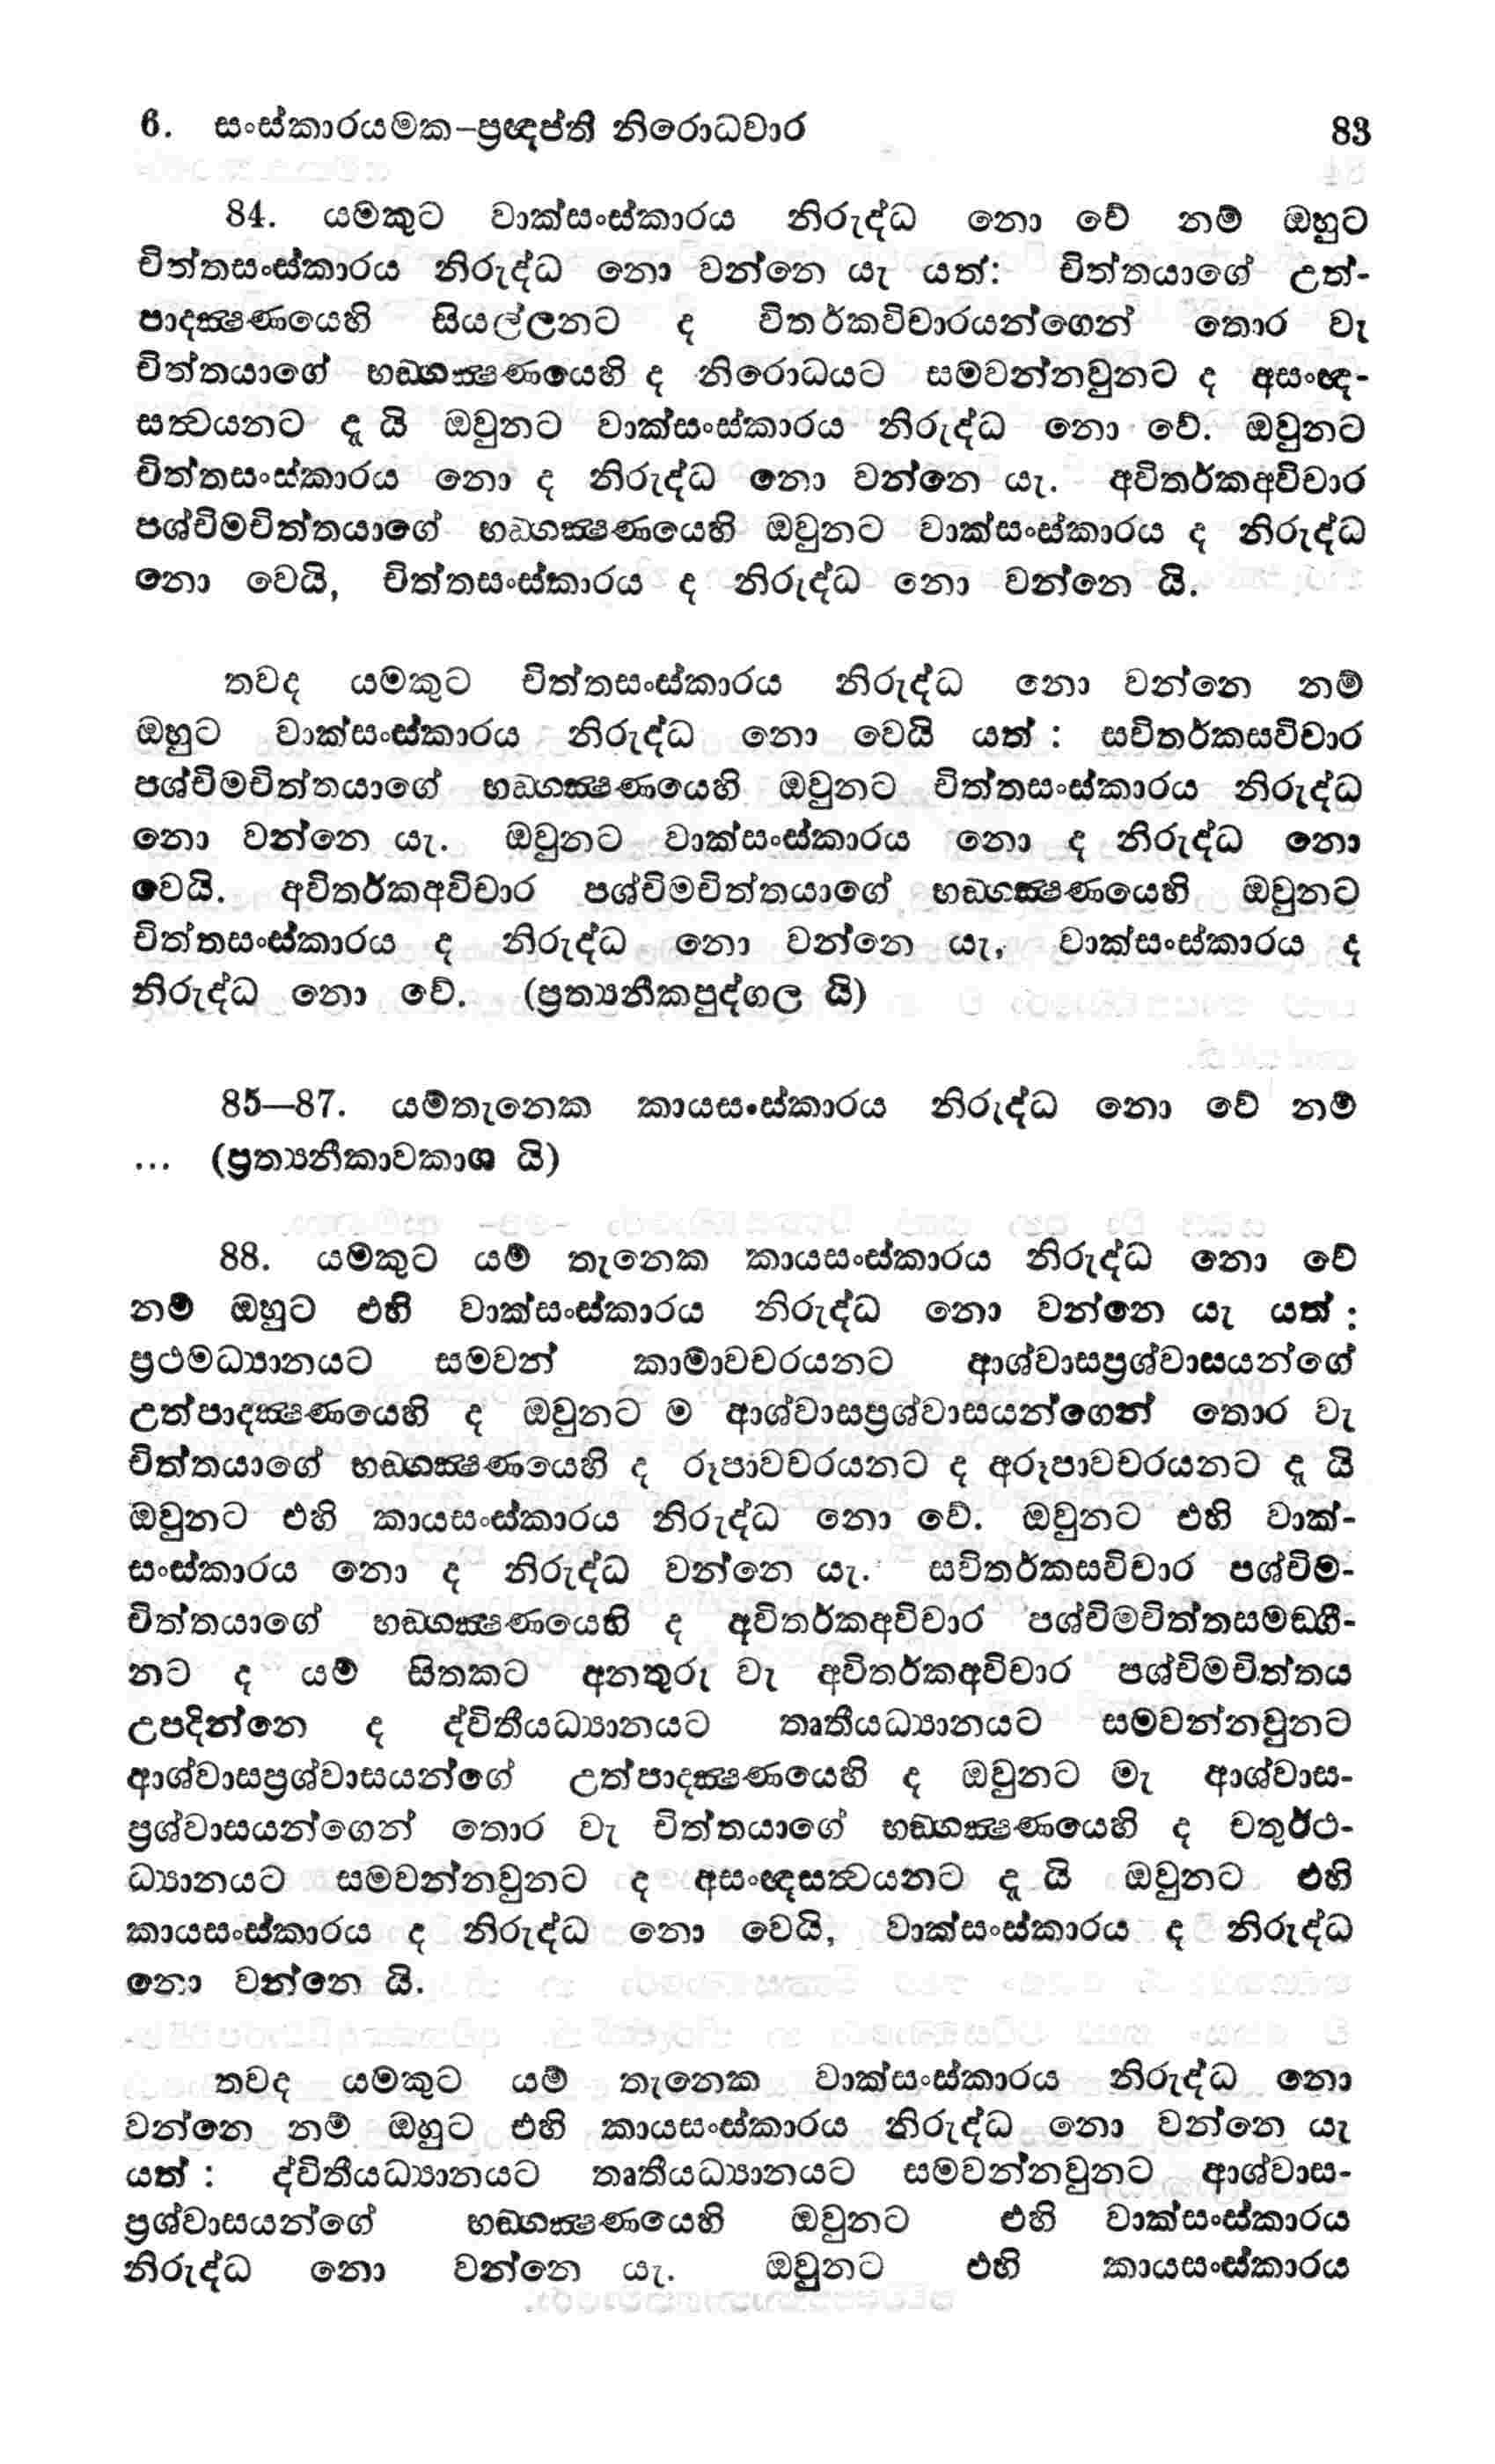 6. සංස්කාරයමක–ප්‍රඥප්ති නිරොධවාර 83
84. යමකුට වාක්සංස්කාරය නිරුද්ධ නො වේ නම් ඔහුට
චිත්තසංස්කාරය නිරුද්ධ නො වන්නෙ යැ යත්: චිත්තයාගේ උත්-
පාදක්‍ෂණයෙහි සියල්ලනට ද විතර්කවිචාරයන්ගෙන් තොර වැ
චිත්තයාගේ භඞ්ගක්‍ෂණයෙහි ද නිරොධයට සමවන්නවුනට ද අසංඥ-
සත්‍වයනට දූ යි ඔවුනට වාක්සංස්කාරය නිරුද්ධ නො වේ. ඔවුනට
චිත්තසංස්කාරය නො ද නිරුද්ධ නො වන්නෙ යැ. අවිතර්කඅවිචාර
පශ්චිමචිත්තයාගේ භඞ්ගක්‍ෂණයෙහි ඔවුනට වාක්සංස්කාරය ද නිරුද්ධ
නො වෙයි, චිත්තසංස්කාරය ද නිරුද්ධ නො වන්නෙ යි.
තවද යමකුට චිත්තසංස්කාරය නිරුද්ධ නො වන්නෙ නම්
ඔහුට වාක්සංස්කාරය නිරුද්ධ නො වෙයි යත් : සවිතර්කසවිචාර
පශ්චිමචිත්තයාගේ භඞ්ගක්‍ෂණයෙහි ඔවුනට චිත්තසංස්කාරය නිරුද්ධ
නො වන්නෙ යැ. ඔවුනට වාක්සංස්කාරය නො ද නිරුද්ධ නො
වෙයි. අවිතර්කඅවිචාර පශ්චිමචිත්තයාගේ භඞ්ගක්‍ෂණයෙහි ඔවුනට
චිත්තසංස්කාරය ද නිරුද්ධ නො වන්නෙ යැ, වාක්සංස්කාරය ද
නිරුද්ධ නො වේ. (ප්‍රත්‍යනීකපුද්ගල යි)
85—87. යම්තැනෙක කායසංස්කාරය නිරුද්ධ නො වේ නම්
... (ප්‍රත්‍යනීකාවකාශ යි)
88. යමකුට යම් තැනෙක කායසංස්කාරය නිරුද්ධ නො වේ
නම් ඔහුට එහි වාක්සංස්කාරය නිරුද්ධ නො වන්නෙ යැ යත් :
ප්‍රථමධ්‍යානයට සමවන් කාමාවචරයනට ආශ්වාසප්‍රශ්වාසයන්ගේ
උත්පාදක්‍ෂණයෙහි ද ඔවුනට ම ආශ්වාසප්‍රශ්වාසයන්ගෙන් තොර වැ
චිත්තයාගේ භඞ්ගක්‍ෂණයෙහි ද රූපාවචරයනට ද අරූපාවචරයනට දූ යි
ඔවුනට එහි කායසංස්කාරය නිරුද්ධ නො වේ. ඔවුනට එහි වාක්-
සංස්කාරය නො ද නිරුද්ධ වන්නෙ යැ. සවිතර්කසවිචාර පශ්චිම-
චිත්තයාගේ භඞ්ගක්‍ෂණයෙහි ද අවිතර්කඅවිචාර පශ්චිමචිත්තසමඞ්ගී-
නට ද යම් සිතකට අනතුරු වැ අවිතර්කඅවිචාර පශ්චිමචිත්තය
උපදින්නෙ ද ද්විතීයධ්‍යානයට තෘතීයධ්‍යානයට සමවන්නවුනට
ආශ්වාසප්‍රශ්වාසයන්ගේ උත්පාදක්‍ෂණයෙහි ද ඔවුනට මැ ආශ්වාස-
ප්‍රශ්වාසයන්ගෙන් තොර වැ චිත්තයාගේ භඞ්ගක්‍ෂණයෙහි ද චතුර්ථ-
ධ්‍යානයට සමවන්නවුනට ද අසංඥසත්‍වයනට දූ යි ඔවුනට එහි
කායසංස්කාරය ද නිරුද්ධ නො වෙයි, වාක්සංස්කාරය ද නිරුද්ධ
නො වන්නෙ යි.
තවද යමකුට යම් තැනෙක වාක්සංස්කාරය නිරුද්ධ නො
වන්නෙ නම් ඔහුට එහි කායසංස්කාරය නිරුද්ධ නො වන්නෙ යැ
යත් : ද්විතීයධ්‍යානයට තෘතීයධ්‍යානයට සමවන්නවුනට ආශ්වාස-
ප්‍රශ්වාසයන්ගේ භඞ්ගක්‍ෂණයෙහි ඔවුනට එහි වාක්සංස්කාරය
නිරුද්ධ නො වන්නෙ යැ. ඔවුනට එහි කායසංස්කාරය